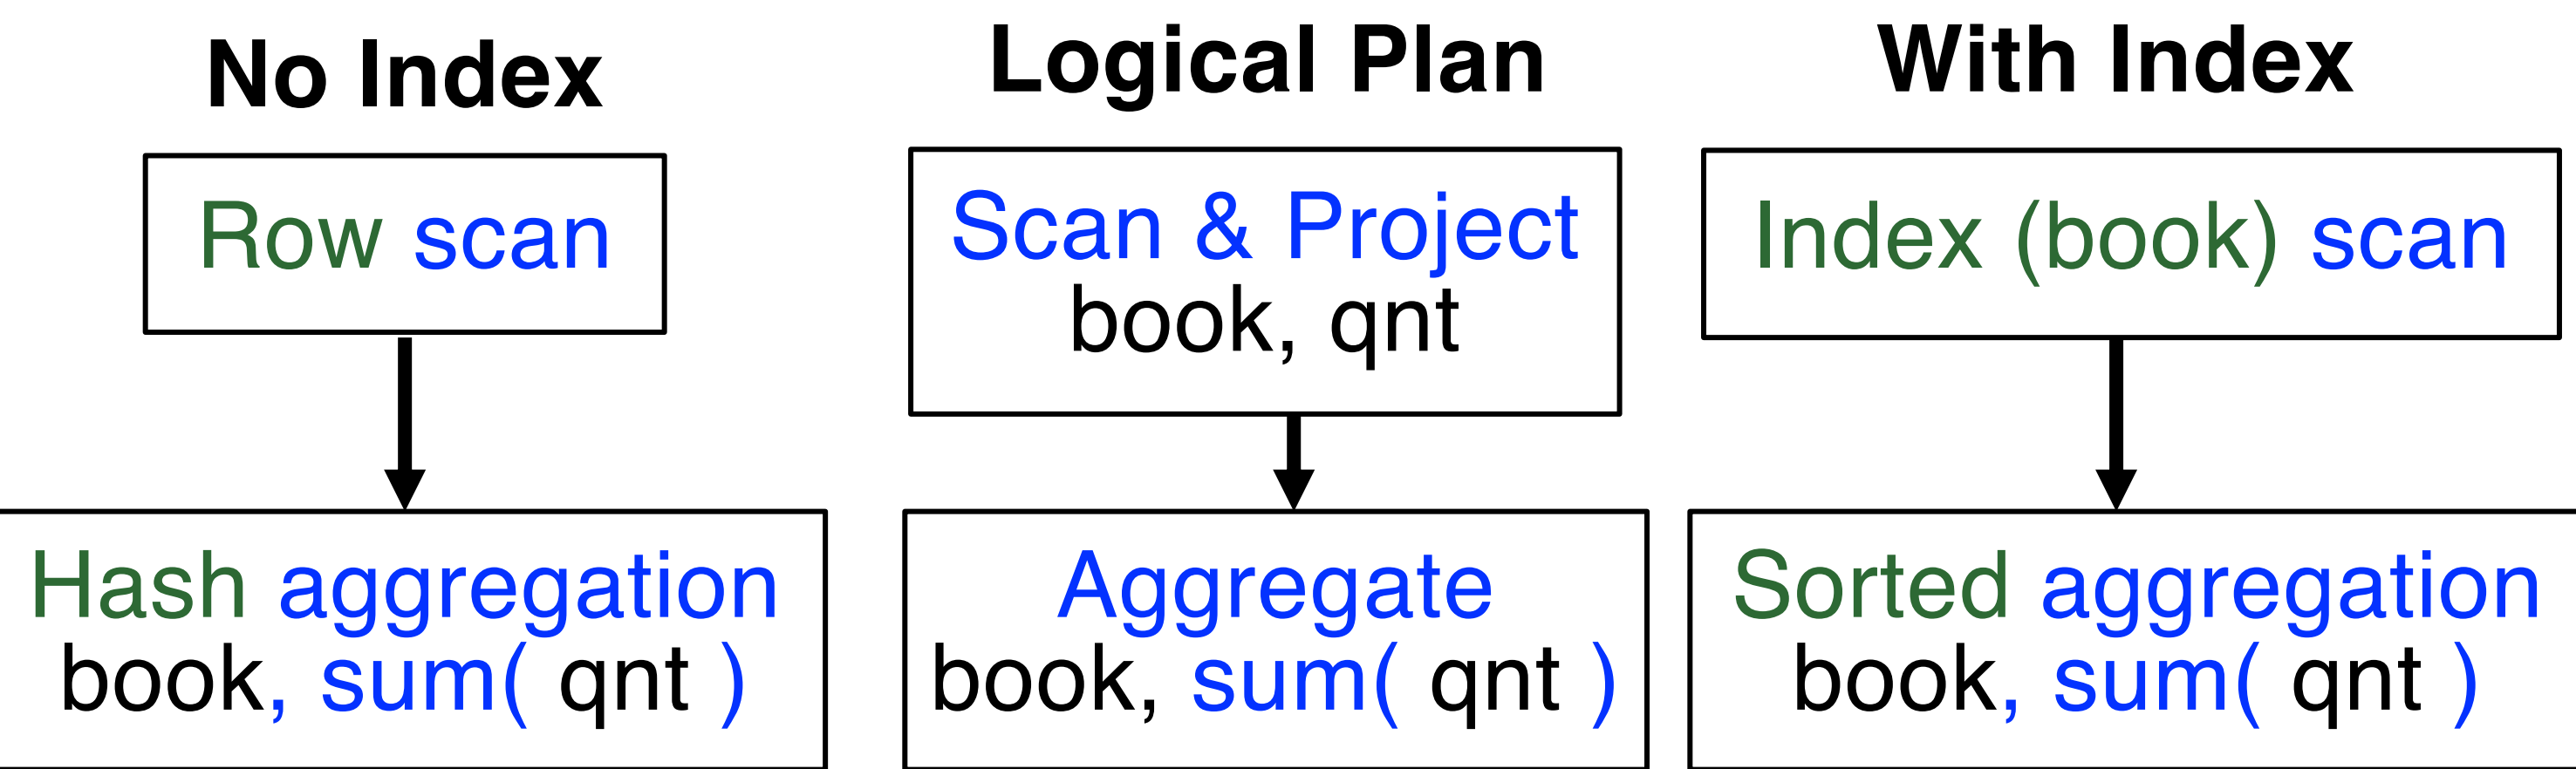 No Index
Row scan
Hash aggregation
book, sum( qnt )
Logical Plan
Scan & Project
book, qnt
Aggregate
book, sum( qnt )
With Index
Index (book) scan
Sorted aggregation
book, sum( qnt )